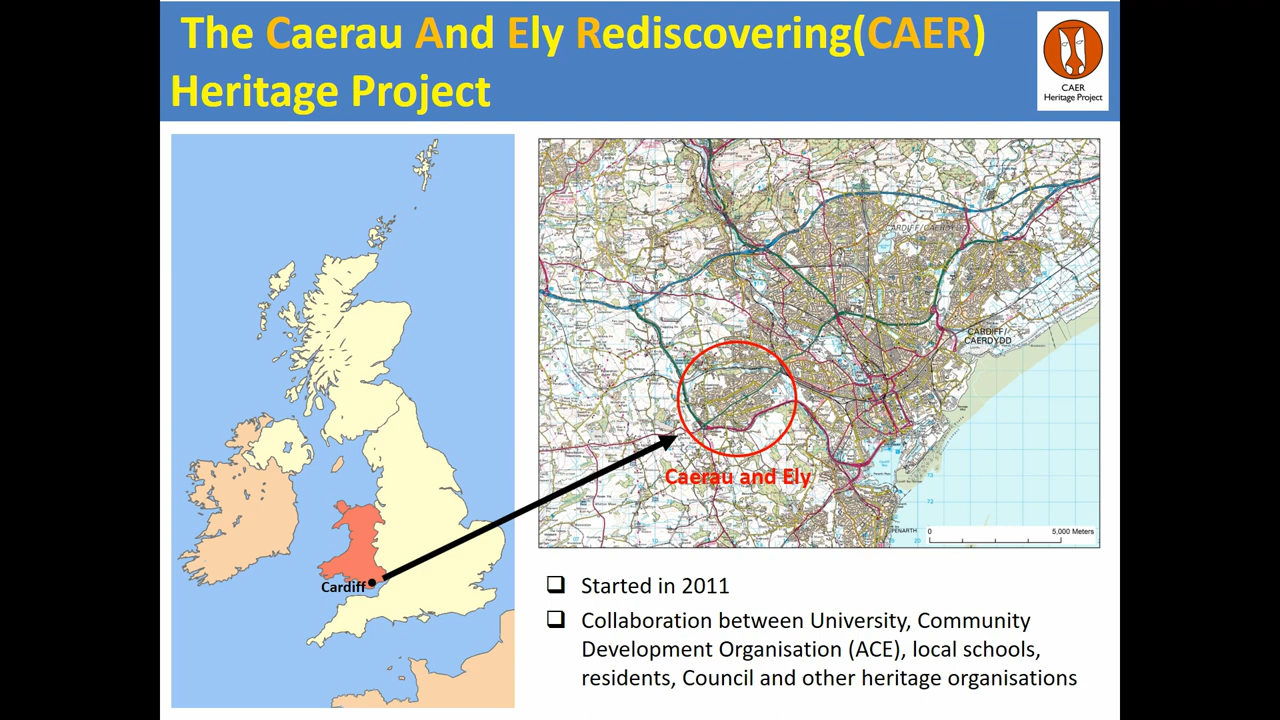 The Caerau And Ely Rediscovering(CAER)
Heritage Project
CAER
Heritage Project
CARDIFF/CAERDYDD
CARDIFF/
CAERDYDD
Caerau and Ely
ENARTH
0
5,000 Meters
Cardiff
❑ Started in 2011
❑ Collaboration between University, Community
Development Organisation (ACE), local schools,
residents, Council and other heritage organisations